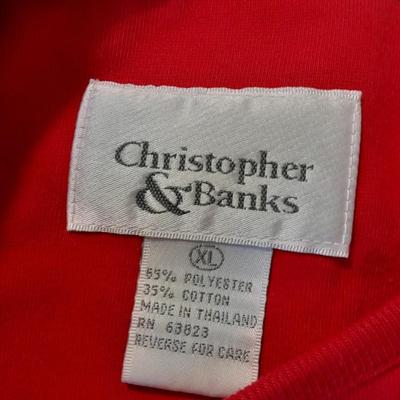 Christopher
& Banks
XL
65% POLYESTER
35% COTTON
MADE IN THAILAND
RN 63823
REVERSE FOR CARE